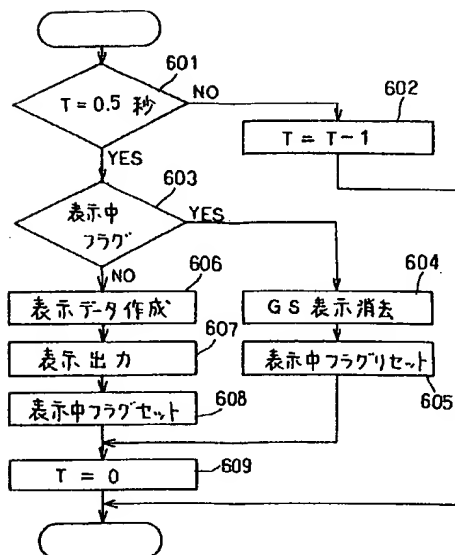 601
T=0.5秒
NO
602
T = T-1
YES
603
表示中
フラグ
YES
NO
606
表示データ作成
604
GS 表示消去
607
表示出力
表示中フラグリセット
605
表示中フラグセット
608
T = 0
609